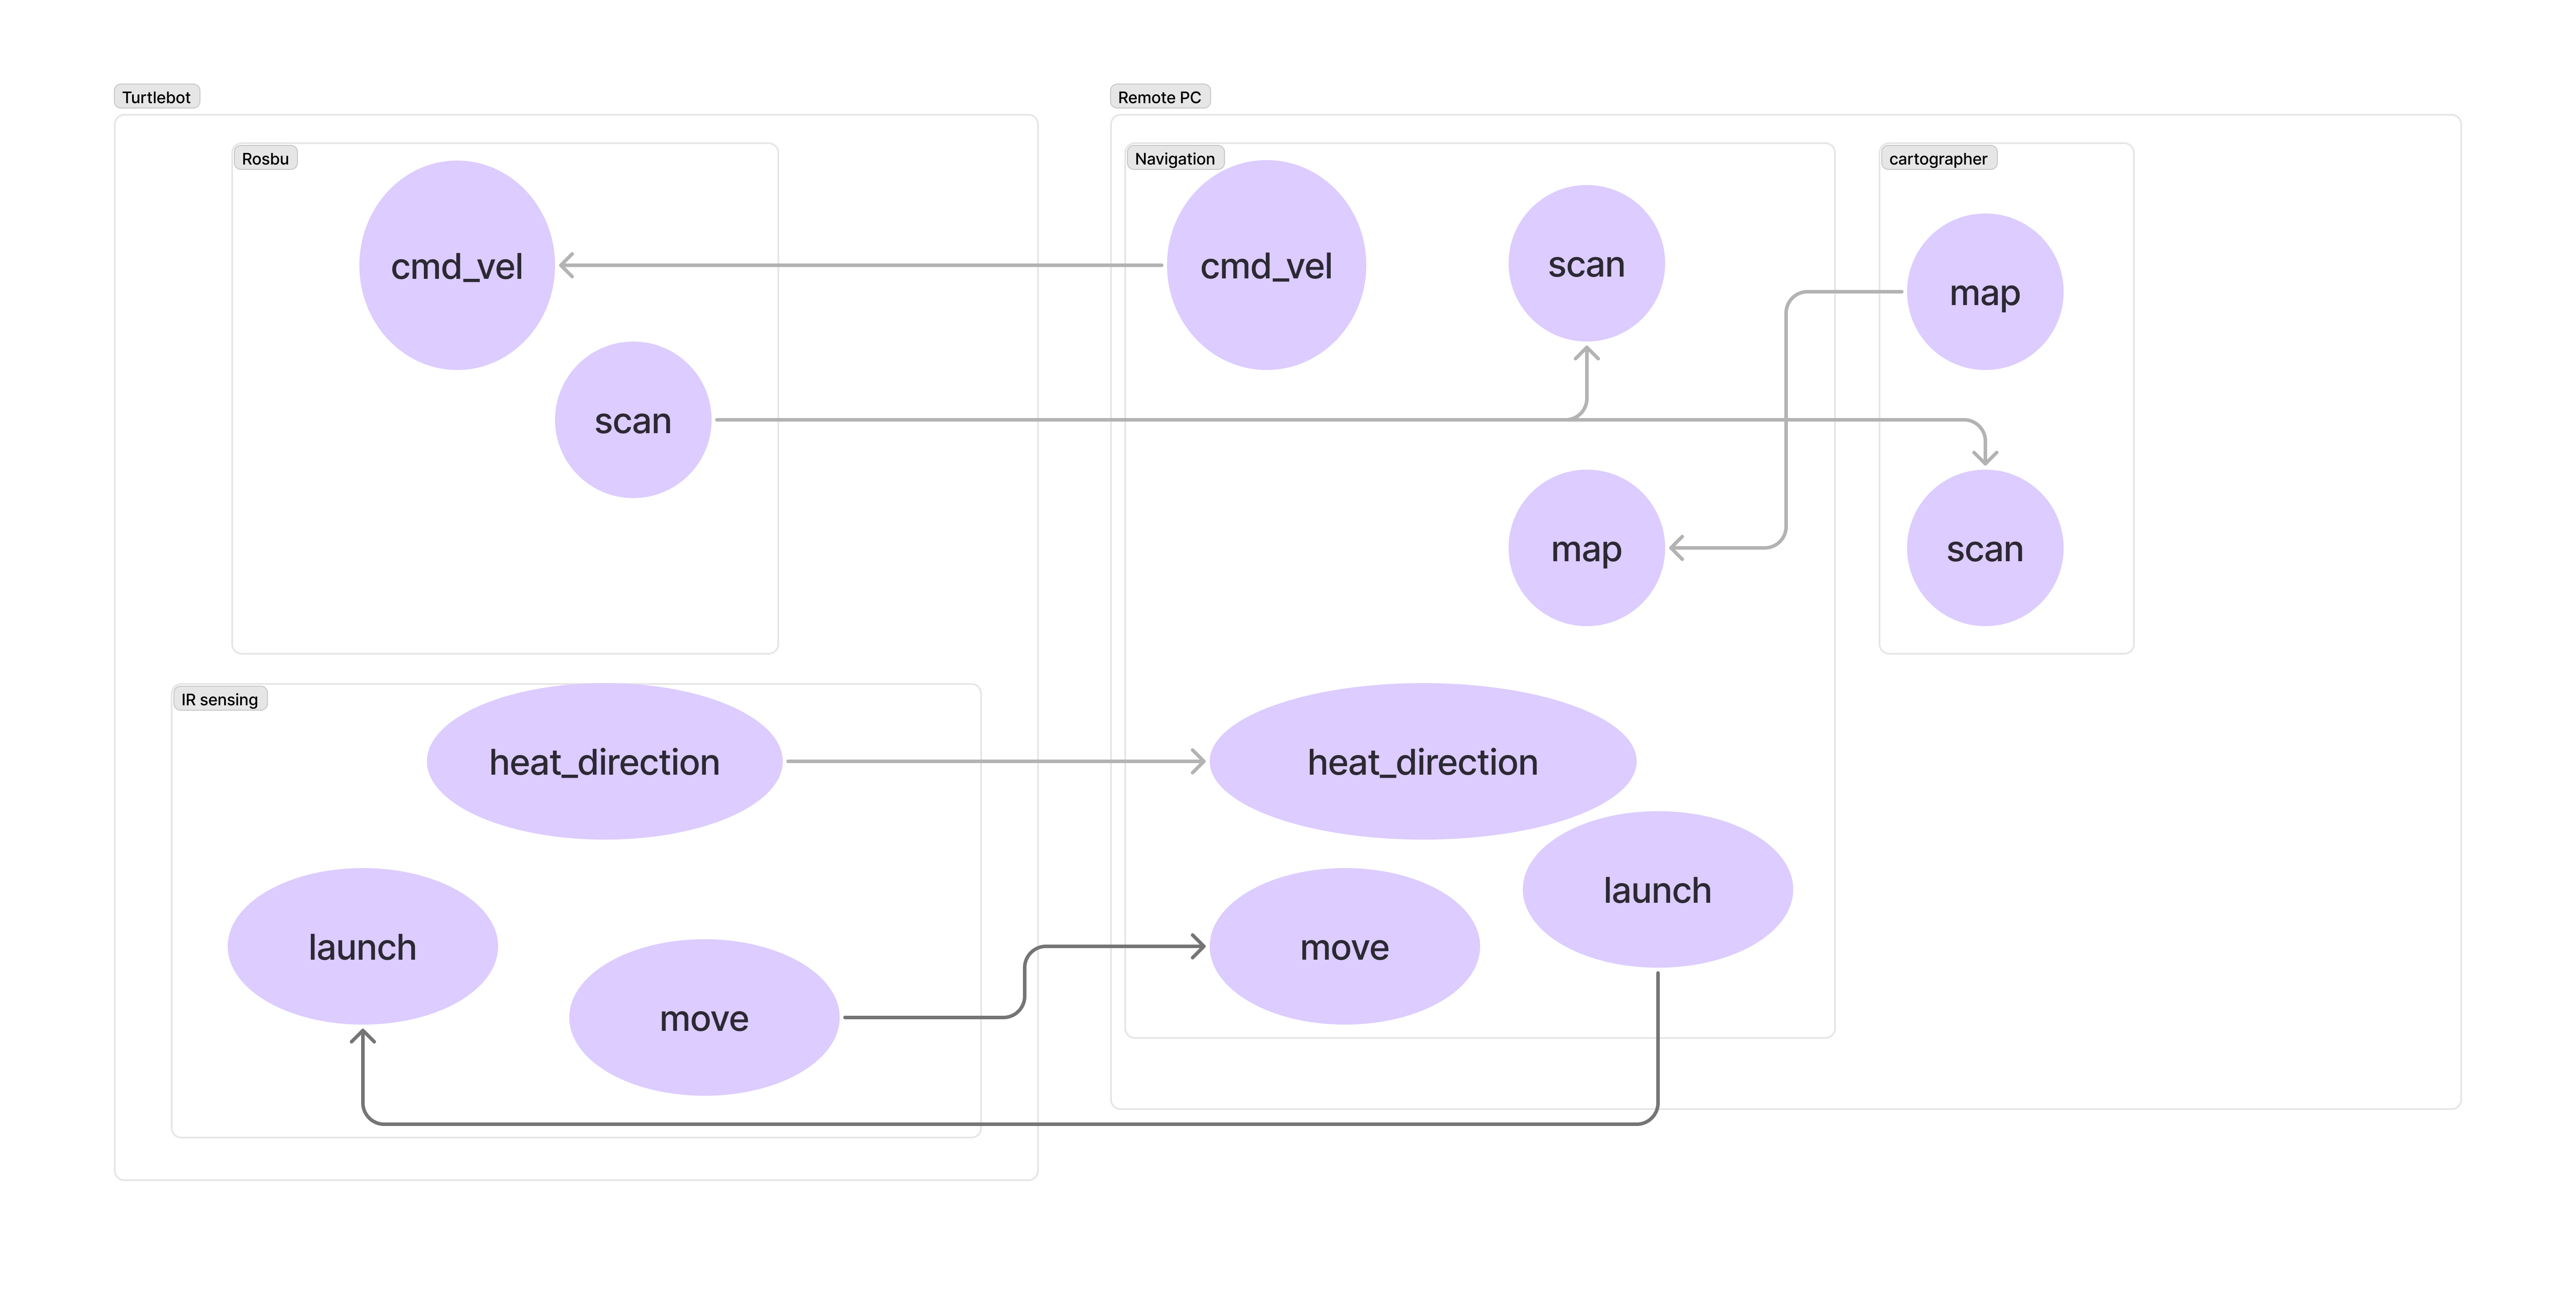 Turtlebot
Remote PC
Rosbu
Navigation
cartographer
cmd_vel
cmd_vel
scan
map
scan
map
scan
IR sensing
heat_direction
heat_direction
launch
launch
move
move